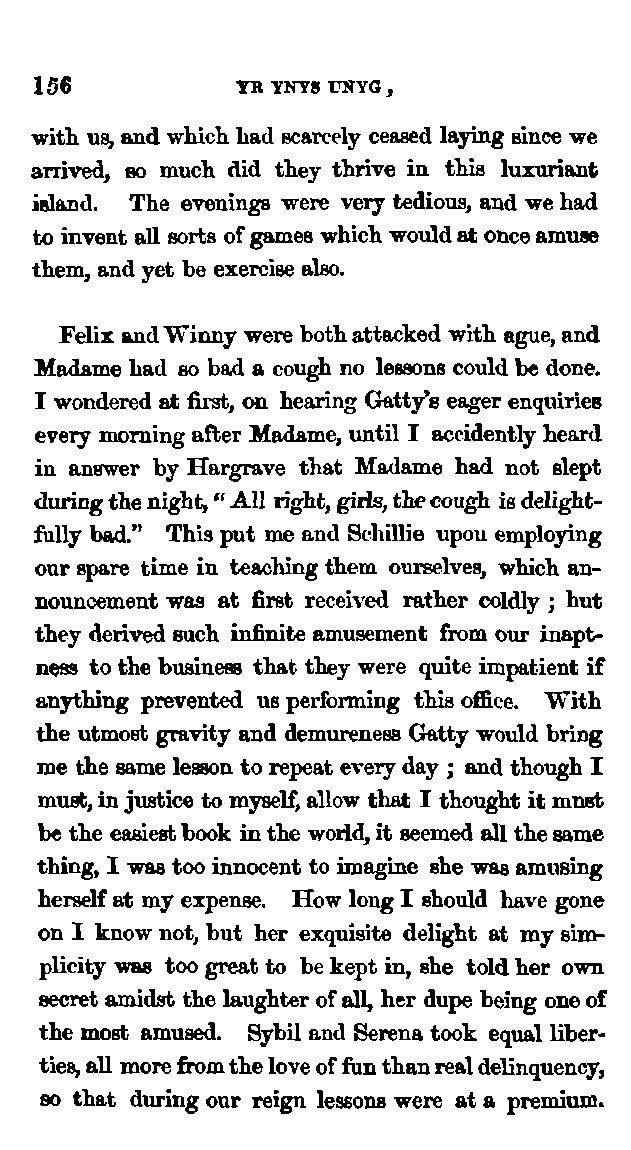 156 YR YNYS UNYG,
with us, and which had scarcely ceased laying since we
arrived, so much did they thrive in this luxuriant
island. The evenings were very tedious, and we had
to invent all sorts of games which would at once amuse
them, and yet be exercise also.
Felix and Winny were both attacked with ague, and
Madame had so bad a cough no lessons could be done.
I wondered at first, on hearing Gatty's eager enquiries
every morning after Madame, until I accidently heard
in answer by Hargrave that Madame had not slept
during the night, "All right, girls, the cough is delight-
fully bad." This put me and Schillie upon employing
our spare time in teaching them ourselves, which an-
nouncement was at first received rather coldly ; but
they derived such infinite amusement from our inapt-
ness to the business that they were quite impatient if
anything prevented us performing this office. With
the utmost gravity and demureness Gatty would bring
me the same lesson to repeat every day ; and though I
must, in justice to myself, allow that I thought it must
be the easiest book in the world, it seemed all the same
thing, I was too innocent to imagine she was amusing
herself at my expense. How long I should have gone
on I know not, but her exquisite delight at my sim-
plicity was too great to be kept in, she told her own
secret amidst the laughter of all, her dupe being one of
the most amused. Sybil and Serena took equal liber-
ties, all more from the love of fun than real delinquency,
so that during our reign lessons were at a premium.